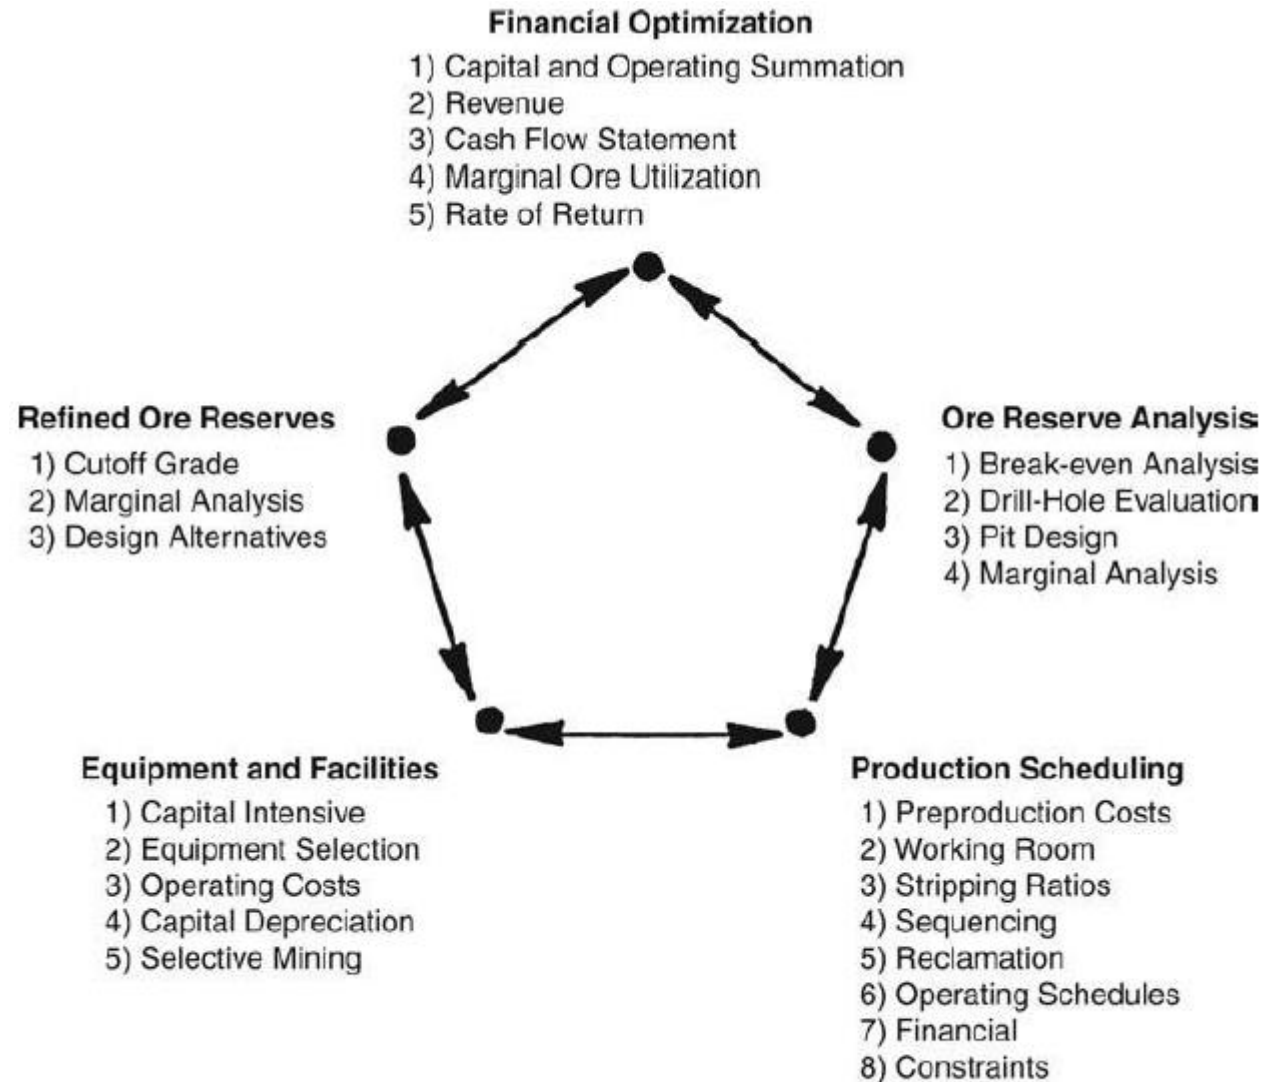 Financial Optimization
1) Capital and Operating Summation
2) Revenue
3) Cash Flow Statement
4) Marginal Ore Utilization
5) Rate of Return
Refined Ore Reserves
1) Cutoff Grade
2) Marginal Analysis
3) Design Alternatives
Ore Reserve Analysis
1) Break-even Analysis
2) Drill-Hole Evaluation
3) Pit Design
4) Marginal Analysis
Equipment and Facilities
1) Capital Intensive
2) Equipment Selection
3) Operating Costs
4) Capital Depreciation
5) Selective Mining
Production Scheduling
1) Preproduction Costs
2) Working Room
3) Stripping Ratios
4) Sequencing
5) Reclamation
6) Operating Schedules
7) Financial
8) Constraints